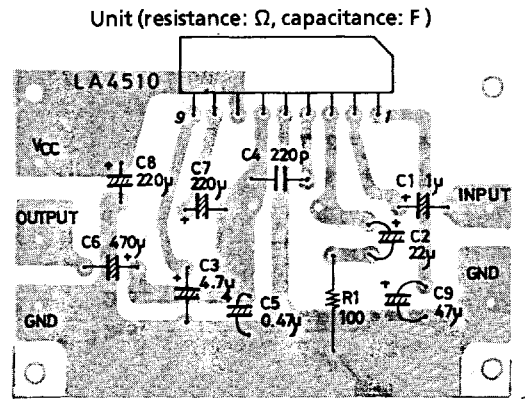 Unit (resistance: Ω, capacitance: F)
LA4510
9
1
VCC
C8
220µ
C7
220µ
C4 220p
C1 1µ
INPUT
OUTPUT
C6 470µ
C2
22µ
C3
4.7µ
C5
0.47µ
R1
100
C9
47µ
GND
GND